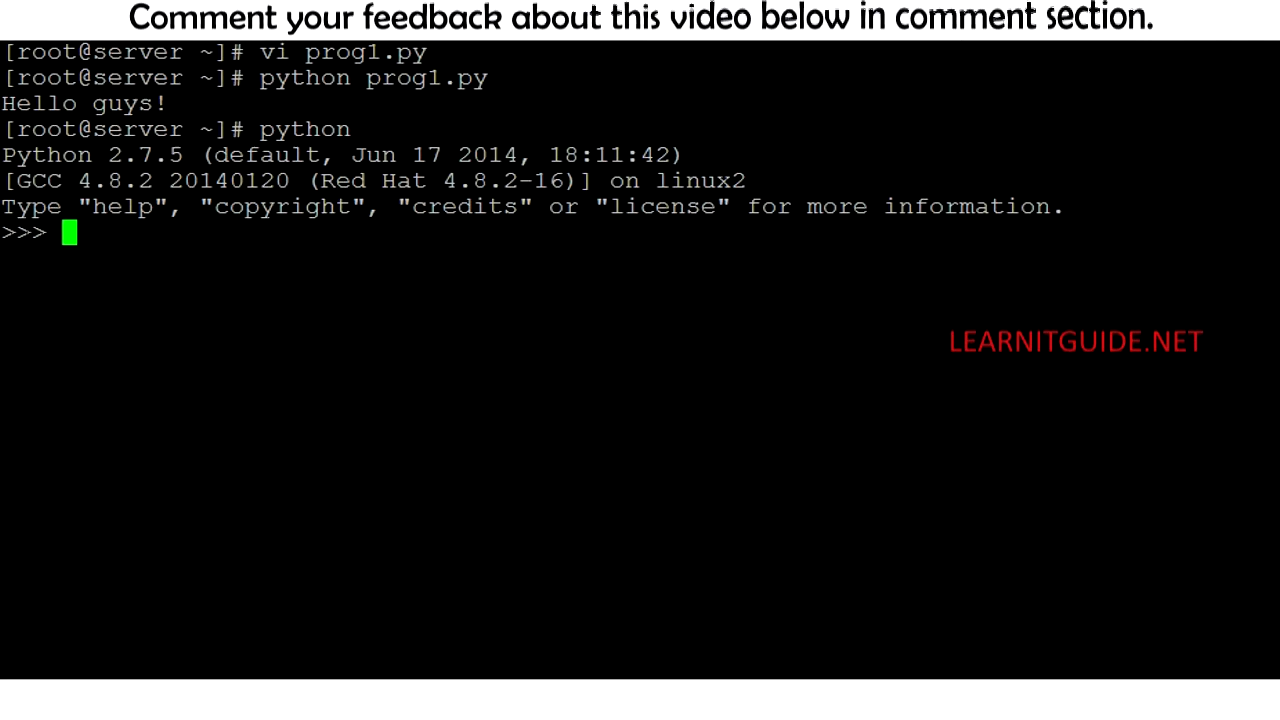 Comment your feedback about this video below in comment section.
[root@server ~]# vi prog1.py
[root@server ~]# python prog1.py
Hello guys!
[root@server ~]# python
Python 2.7.5 (default, Jun 17 2014, 18:11:42)
[GCC 4.8.2 20140120 (Red Hat 4.8.2-16)] on linux2
Type "help", "copyright", "credits" or "license" for more information.
>>>
LEARNITGUIDE.NET